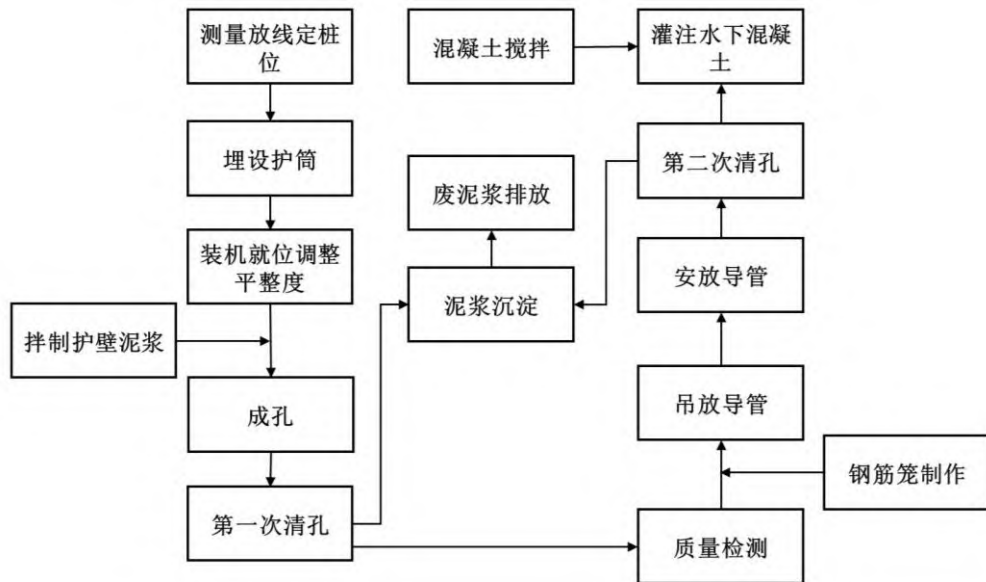 测量放线定桩
位
埋设护筒
装机就位调整
平整度
拌制护壁泥浆
成孔
第一次清孔
混凝土搅拌
废泥浆排放
泥浆沉淀
灌注水下混凝
土
第二次清孔
安放导管
吊放导管
钢筋笼制作
质量检测